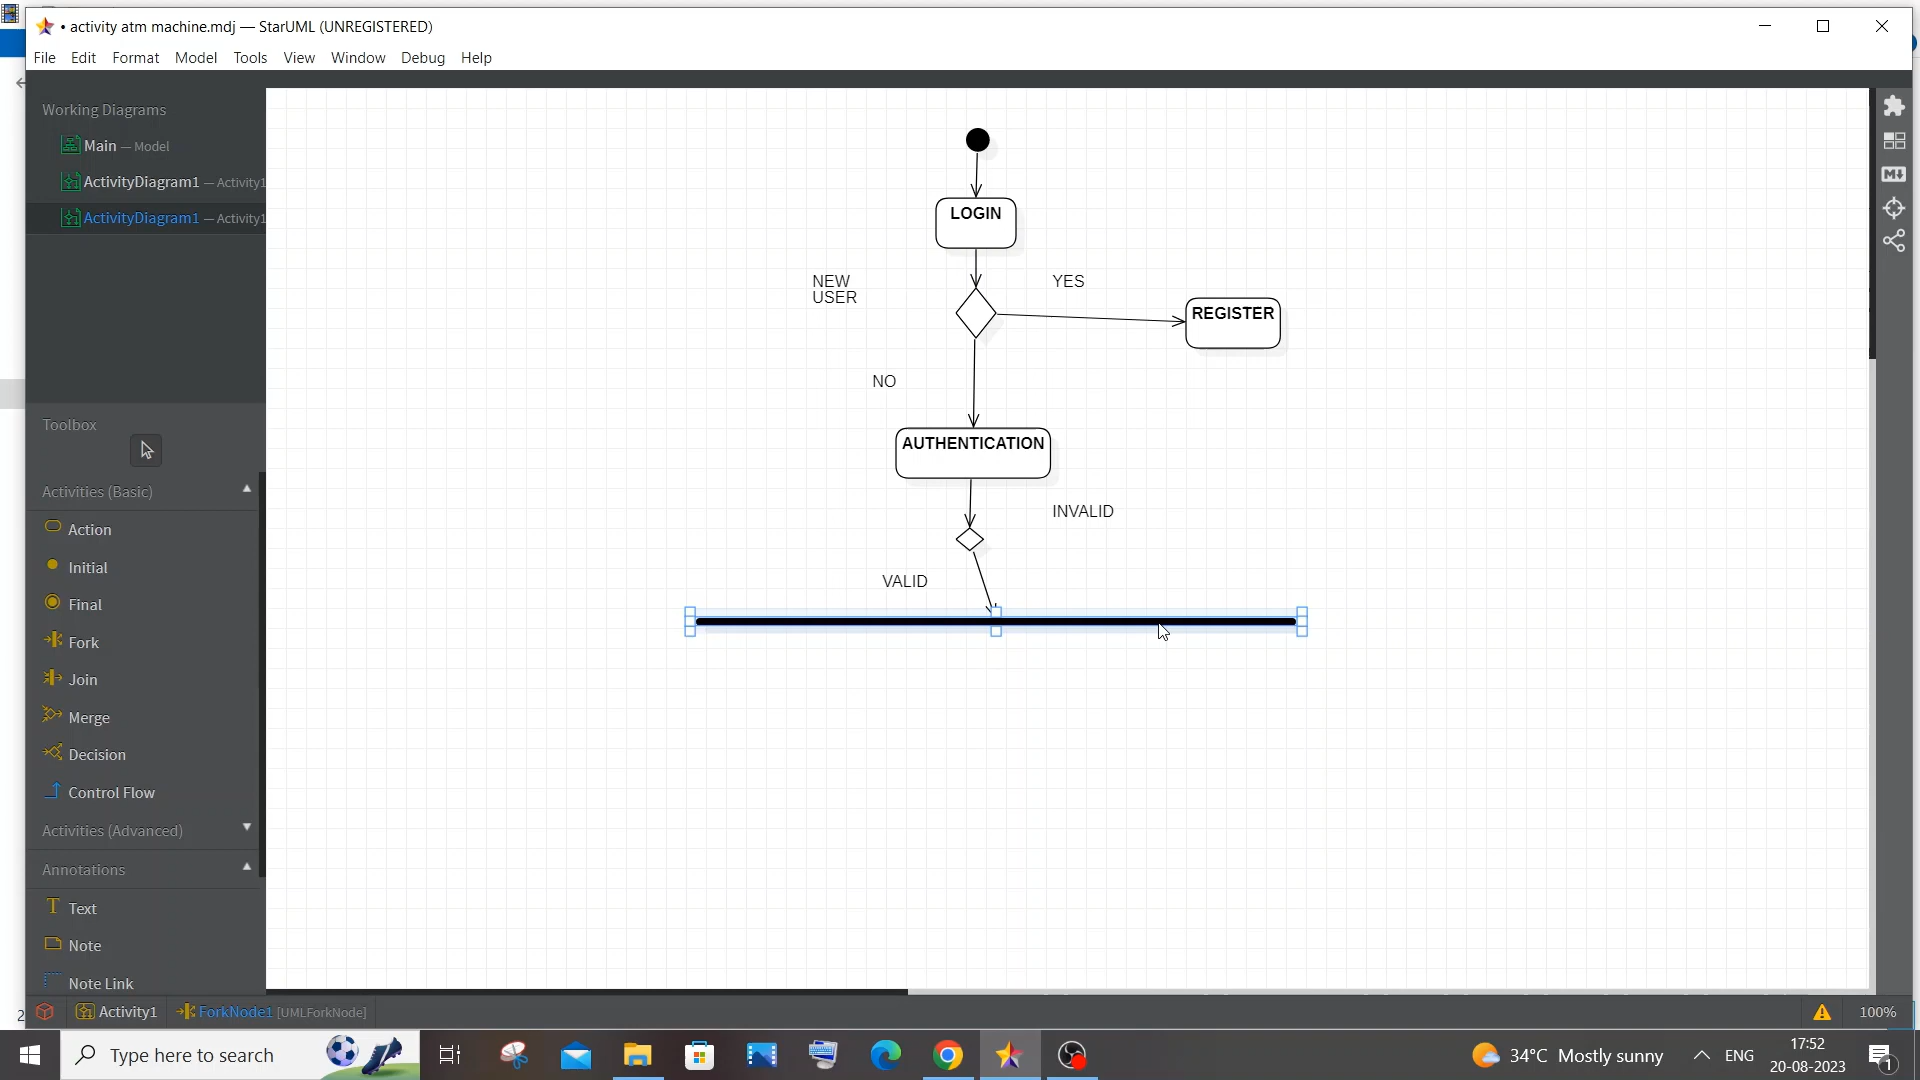 • activity atm machine.mdj — StarUML (UNREGISTERED)
File Edit Format Model Tools View Window Debug Help
Working Diagrams
Main — Model
ActivityDiagram1 — Activity1
ActivityDiagram1 — Activity1
Toolbox
Activities (Basic)
Action
Initial
Final
Fork
Join
Merge
Decision
Control Flow
Activities (Advanced)
Annotations
Text
Note
Note Link
LOGIN
NEW
USER
YES
REGISTER
NO
AUTHENTICATION
INVALID
VALID
Activity1 ForkNode1 [UMLForkNode]
100%
Type here to search
34°C Mostly sunny
ENG
17:52
20-08-2023
1